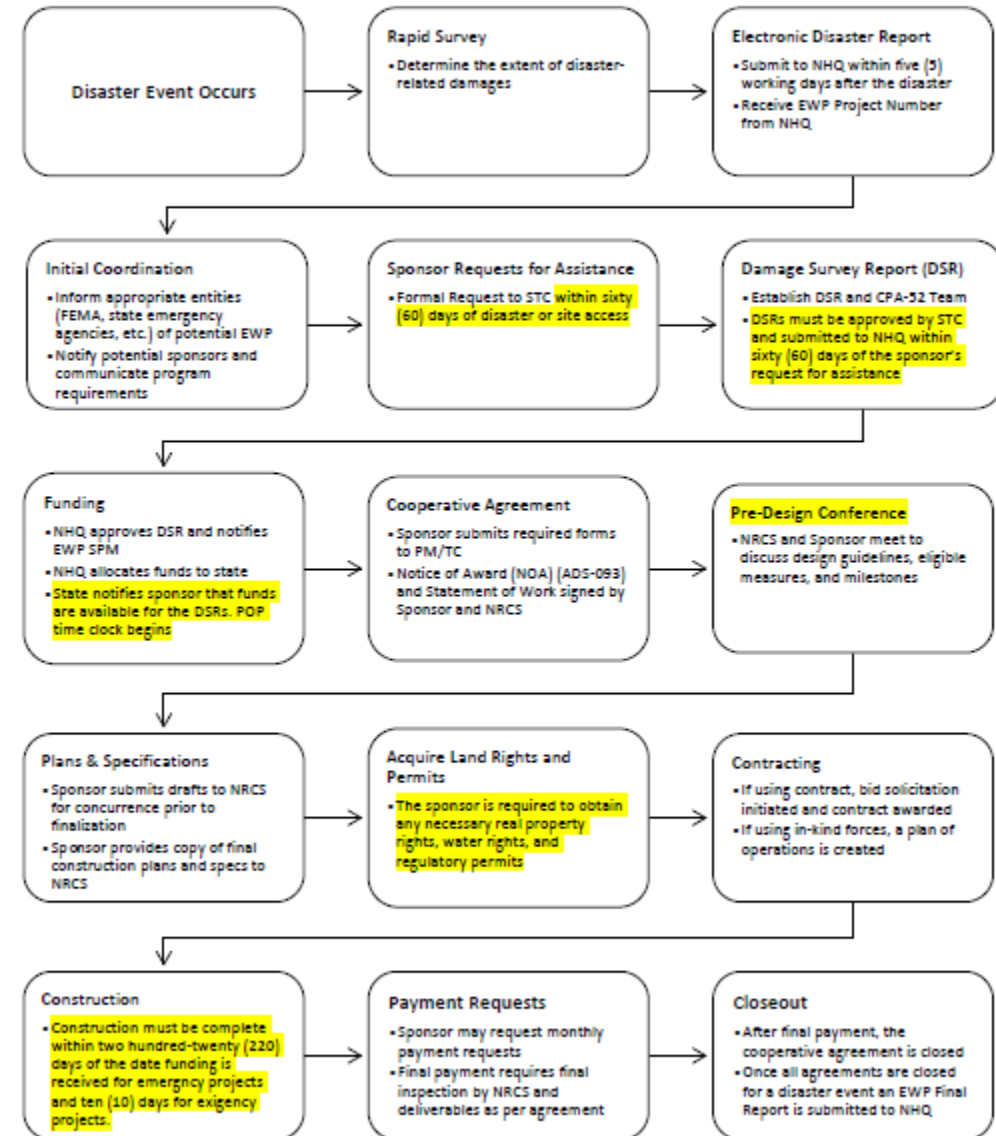 Disaster Event Occurs
Rapid Survey
▪ Determine the extent of disaster-
related damages
Electronic Disaster Report
▪ Submit to NHQ within five (5)
working days after the disaster
▪ Receive EWP Project Number
from NHQ
Initial Coordination
▪ Inform appropriate entities
(FEMA, state emergency
agencies, etc.) of potential EWP
▪ Notify potential sponsors and
communicate program
requirements
Sponsor Requests for Assistance
▪ Formal Request to STC within sixty
(60) days of disaster or site access
Damage Survey Report (DSR)
▪ Establish DSR and CPA-52 Team
▪ DSRs must be approved by STC
and submitted to NHQ within
sixty (60) days of the sponsor's
request for assistance
Funding
▪ NHQ approves DSR and notifies
EWP SPM
▪ NHQ allocates funds to state
▪ State notifies sponsor that funds
are available for the DSRs. POP
time clock begins
Cooperative Agreement
▪ Sponsor submits required forms
to PM/TC
▪ Notice of Award (NOA) (ADS-093)
and Statement of Work signed by
Sponsor and NRCS
Pre-Design Conference
▪ NRCS and Sponsor meet to
discuss design guidelines, eligible
measures, and milestones
Plans & Specifications
▪ Sponsor submits drafts to NRCS
for concurrence prior to
finalization
▪ Sponsor provides copy of final
construction plans and specs to
NRCS
Acquire Land Rights and
Permits
▪ The sponsor is required to obtain
any necessary real property
rights, water rights, and
regulatory permits
Contracting
▪ If using contract, bid solicitation
initiated and contract awarded
▪ If using in-kind forces, a plan of
operations is created
Construction
▪ Construction must be complete
within two hundred-twenty (220)
days of the date funding is
received for emergncy projects
and ten (10) days for exigency
projects.
Payment Requests
▪ Sponsor may request monthly
payment requests
▪ Final payment requires final
inspection by NRCS and
deliverables as per agreement
Closeout
▪ After final payment, the
cooperative agreement is closed
▪ Once all agreements are closed
for a disaster event an EWP Final
Report is submitted to NHQ